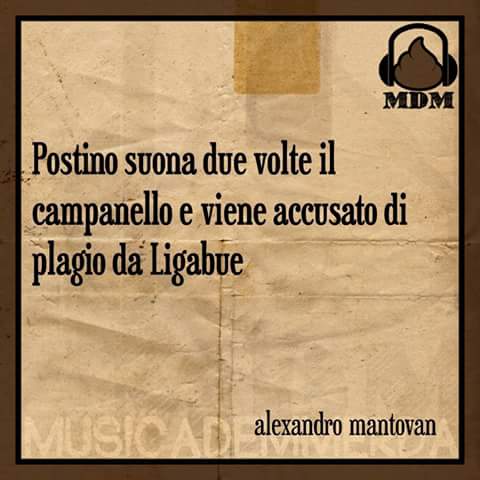 MDM
Postino suona due volte il
campanello e viene accusato di
plagio da Ligabue
alexandro mantovan
MUSICADEMMERDA